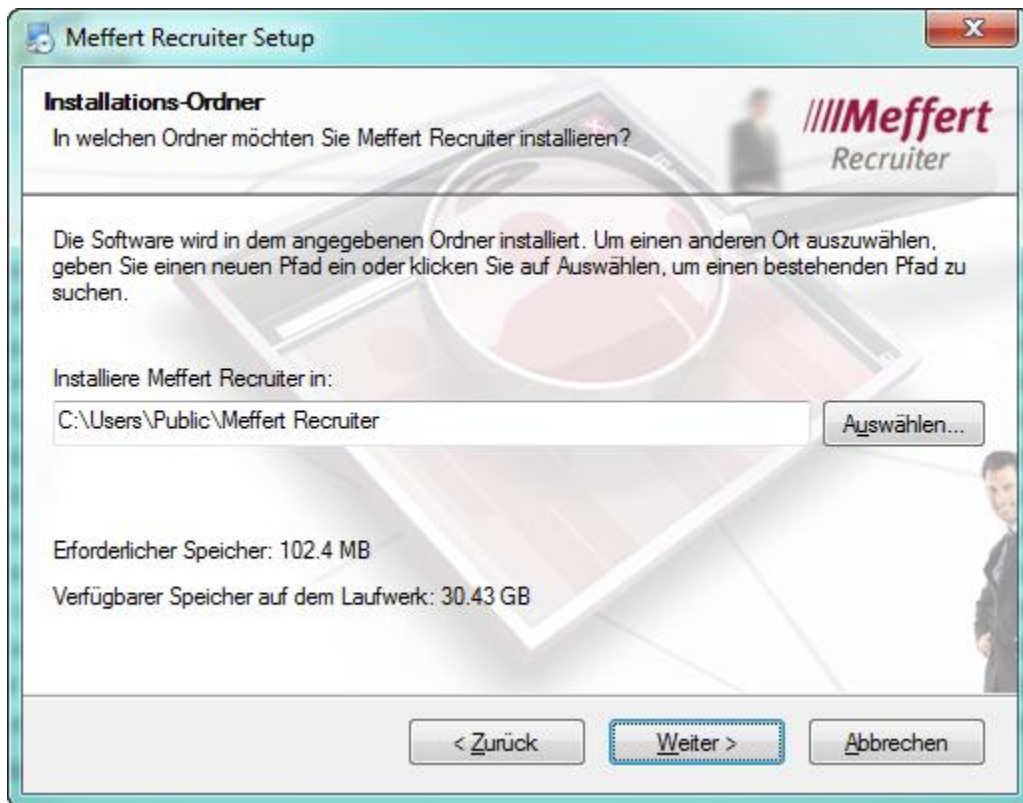 Meffert Recruiter Setup
Installations-Ordner
In welchen Ordner möchten Sie Meffert Recruiter installieren?
////Meffert
Recruiter
Die Software wird in dem angegebenen Ordner installiert. Um einen anderen Ort auszuwählen,
geben Sie einen neuen Pfad ein oder klicken Sie auf Auswählen, um einen bestehenden Pfad zu
suchen.
Installiere Meffert Recruiter in:
C:\Users\Public\Meffert Recruiter
Auswählen...
Erforderlicher Speicher: 102.4 MB
Verfügbarer Speicher auf dem Laufwerk: 30.43 GB
< Zurück
Weiter >
Abbrechen